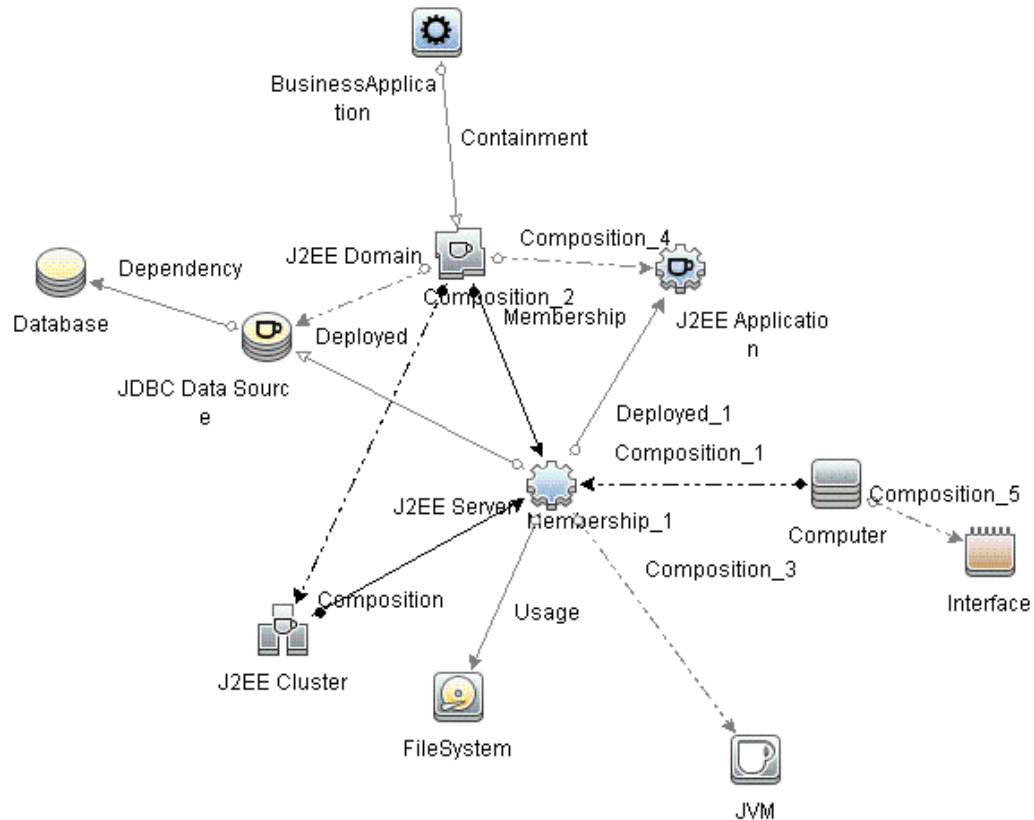 BusinessApplica
tion
Containment
Composition_4
J2EE Domain
Dependency
Composition_2
Membership
Database
Deployed
J2EE Applicatio
n
JDBC Data Sourc
e
Deployed_1
Composition_1
J2EE Server
Membership_1
Composition_5
Computer
Composition_3
Composition
Usage
Interface
J2EE Cluster
FileSystem
JVM